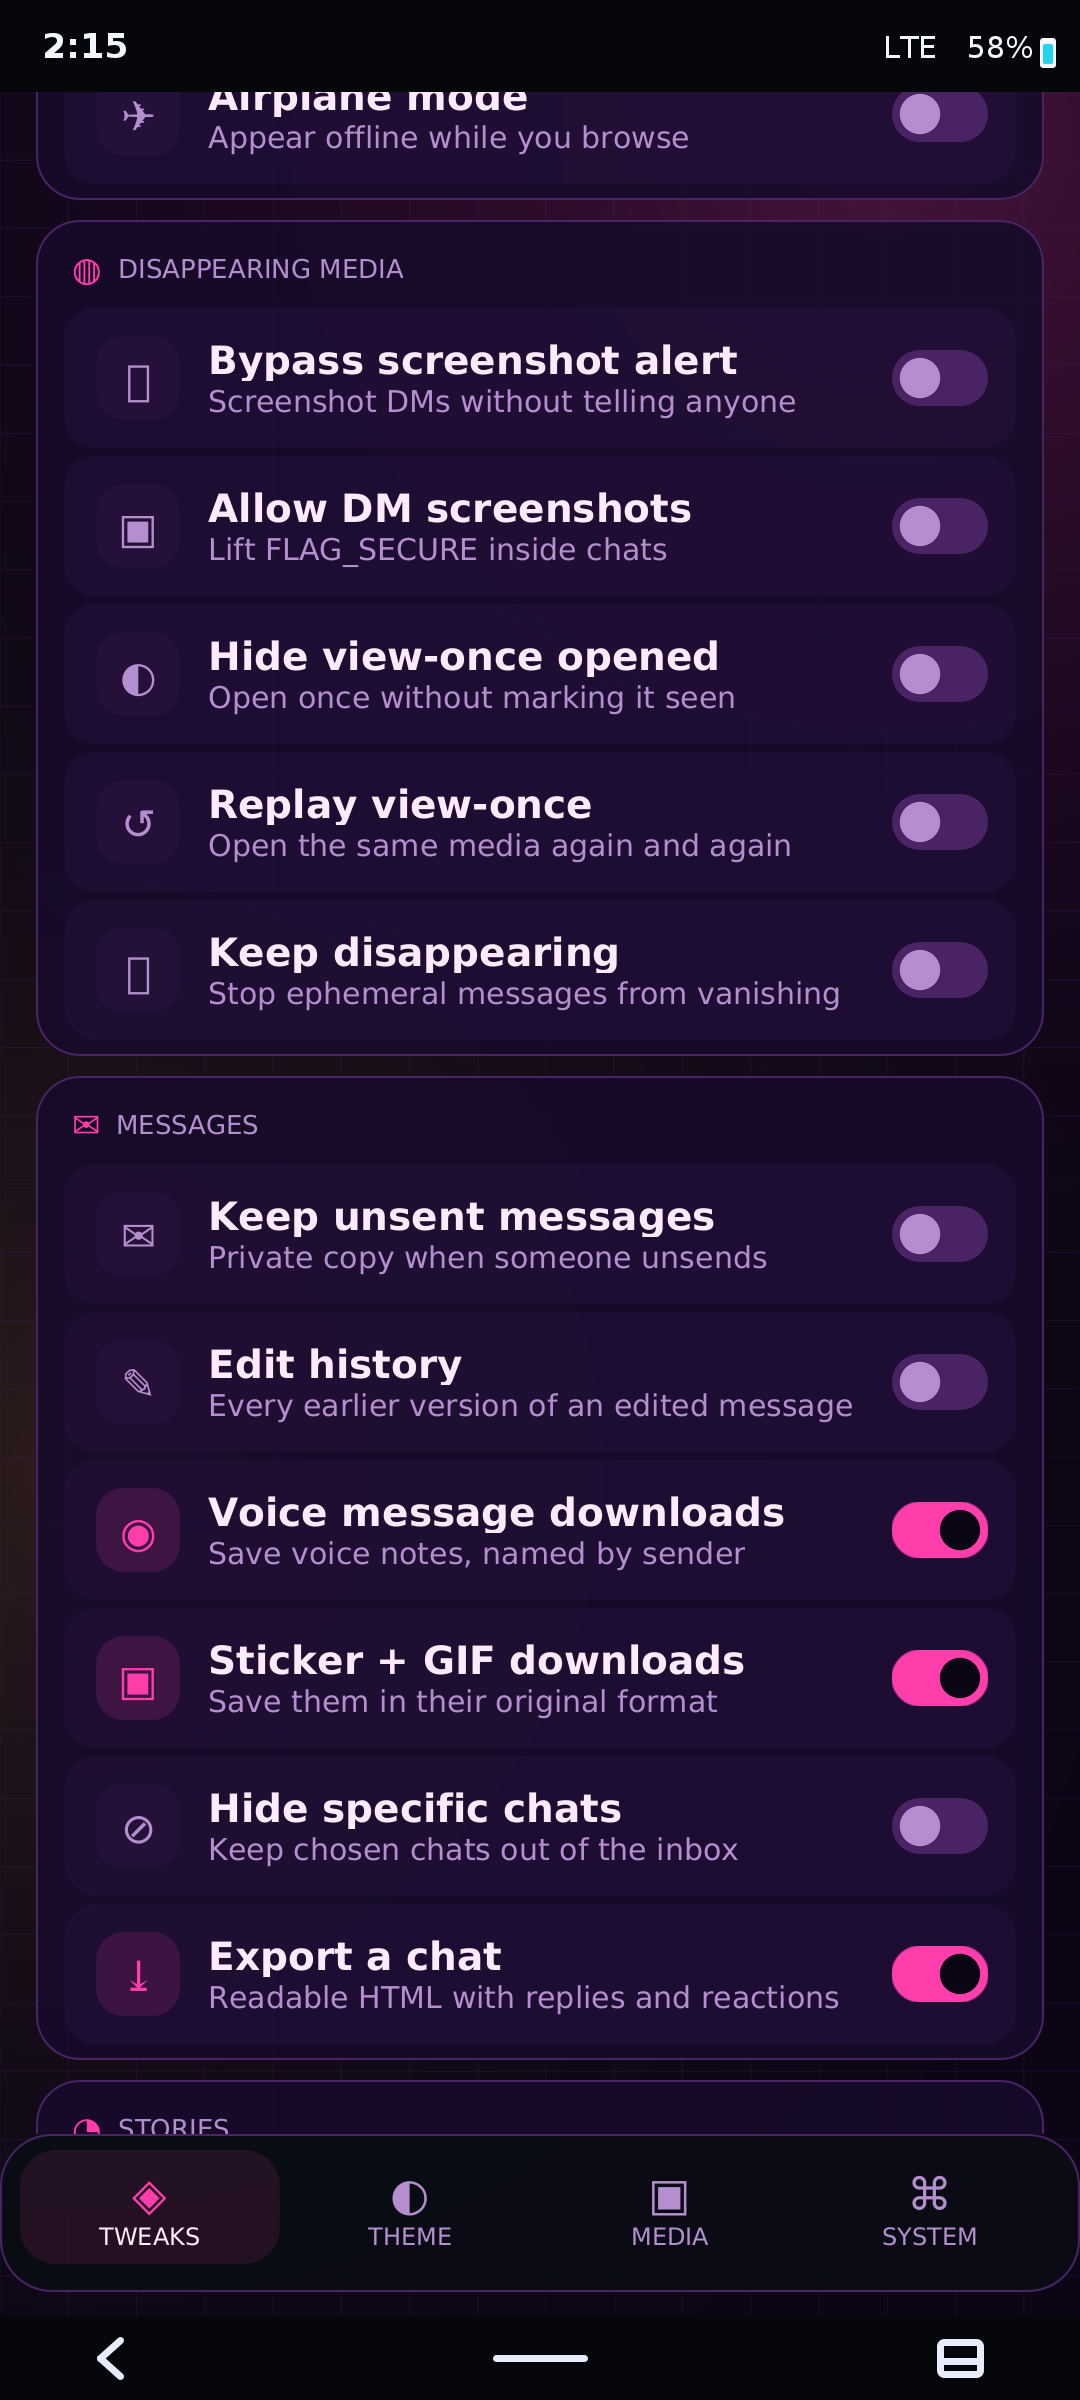 2:15
LTE 58%
Airplane mode
Appear offline while you browse
DISAPPEARING MEDIA
Bypass screenshot alert
Screenshot DMs without telling anyone
Allow DM screenshots
Lift FLAG_SECURE inside chats
Hide view-once opened
Open once without marking it seen
Replay view-once
Open the same media again and again
Keep disappearing
Stop ephemeral messages from vanishing
MESSAGES
Keep unsent messages
Private copy when someone unsends
Edit history
Every earlier version of an edited message
Voice message downloads
Save voice notes, named by sender
Sticker + GIF downloads
Save them in their original format
Hide specific chats
Keep chosen chats out of the inbox
Export a chat
Readable HTML with replies and reactions
STORIES
TWEAKS
THEME
MEDIA
SYSTEM